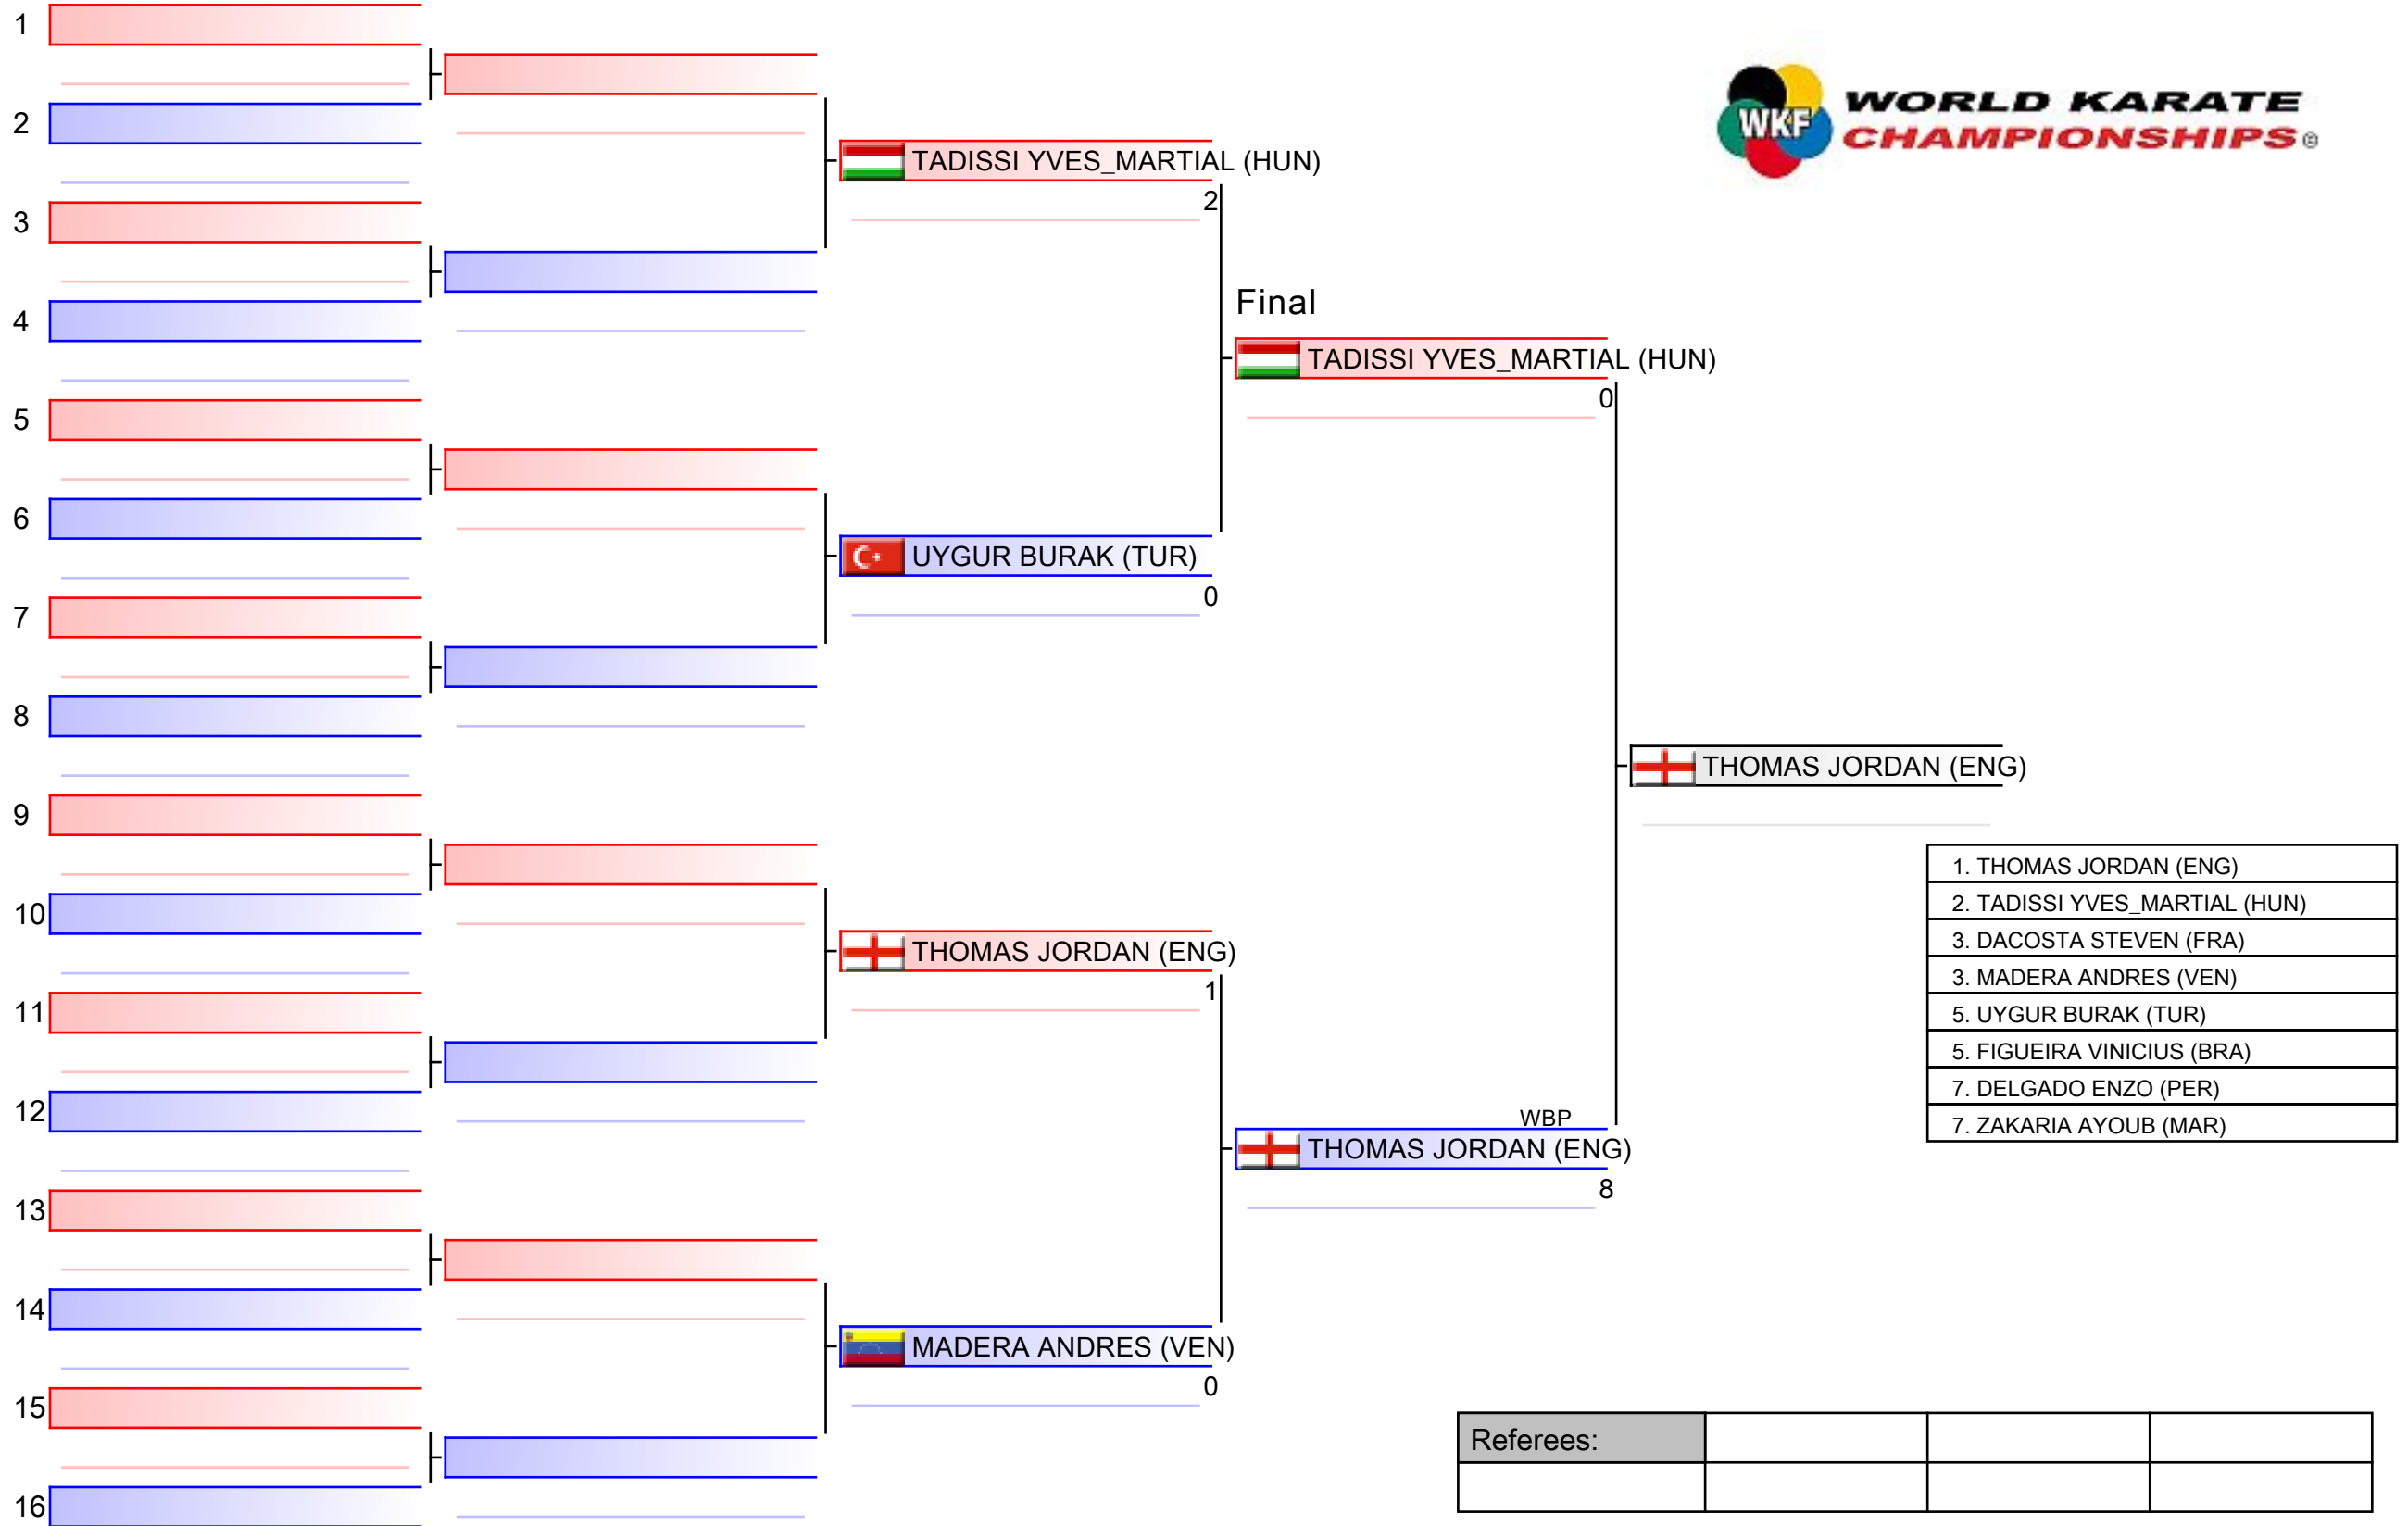 1
2
3
4
5
6
7
8
9
10
11
12
13
14
15
16
TADISSI YVES_MARTIAL (HUN)
2
UYGUR BURAK (TUR)
0
THOMAS JORDAN (ENG)
1
MADERA ANDRES (VEN)
0
Final
TADISSI YVES_MARTIAL (HUN)
0
WBP
THOMAS JORDAN (ENG)
8
WKF
WORLD KARATE
CHAMPIONSHIPS©
THOMAS JORDAN (ENG)
1. THOMAS JORDAN (ENG)
2. TADISSI YVES_MARTIAL (HUN)
3. DACOSTA STEVEN (FRA)
3. MADERA ANDRES (VEN)
5. UYGUR BURAK (TUR)
5. FIGUEIRA VINICIUS (BRA)
7. DELGADO ENZO (PER)
7. ZAKARIA AYOUB (MAR)
Referees: